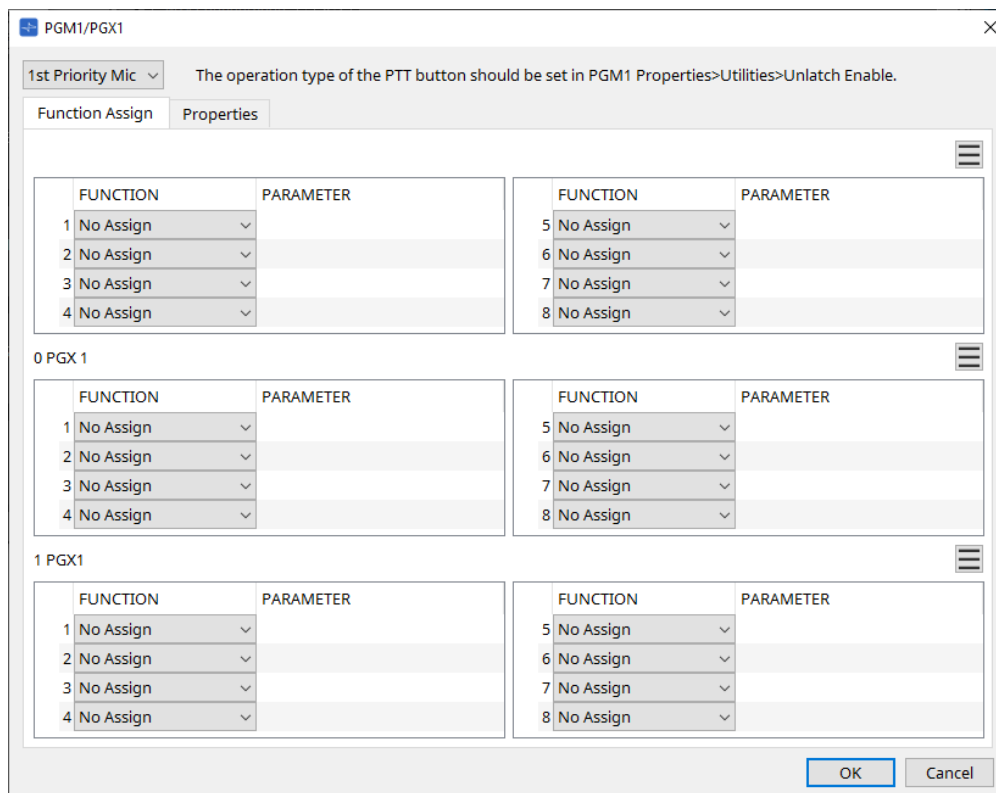 PGM1/PGX1
1st Priority Mic The operation type of the PTT button should be set in PGM1 Properties>Utilities>Unlatch Enable.
Function Assign Properties
FUNCTION PARAMETER FUNCTION PARAMETER
1 No Assign 5 No Assign
2 No Assign 6 No Assign
3 No Assign 7 No Assign
4 No Assign 8 No Assign
0 PGX 1
FUNCTION PARAMETER FUNCTION PARAMETER
1 No Assign 5 No Assign
2 No Assign 6 No Assign
3 No Assign 7 No Assign
4 No Assign 8 No Assign
1 PGX1
FUNCTION PARAMETER FUNCTION PARAMETER
1 No Assign 5 No Assign
2 No Assign 6 No Assign
3 No Assign 7 No Assign
4 No Assign 8 No Assign
OK Cancel